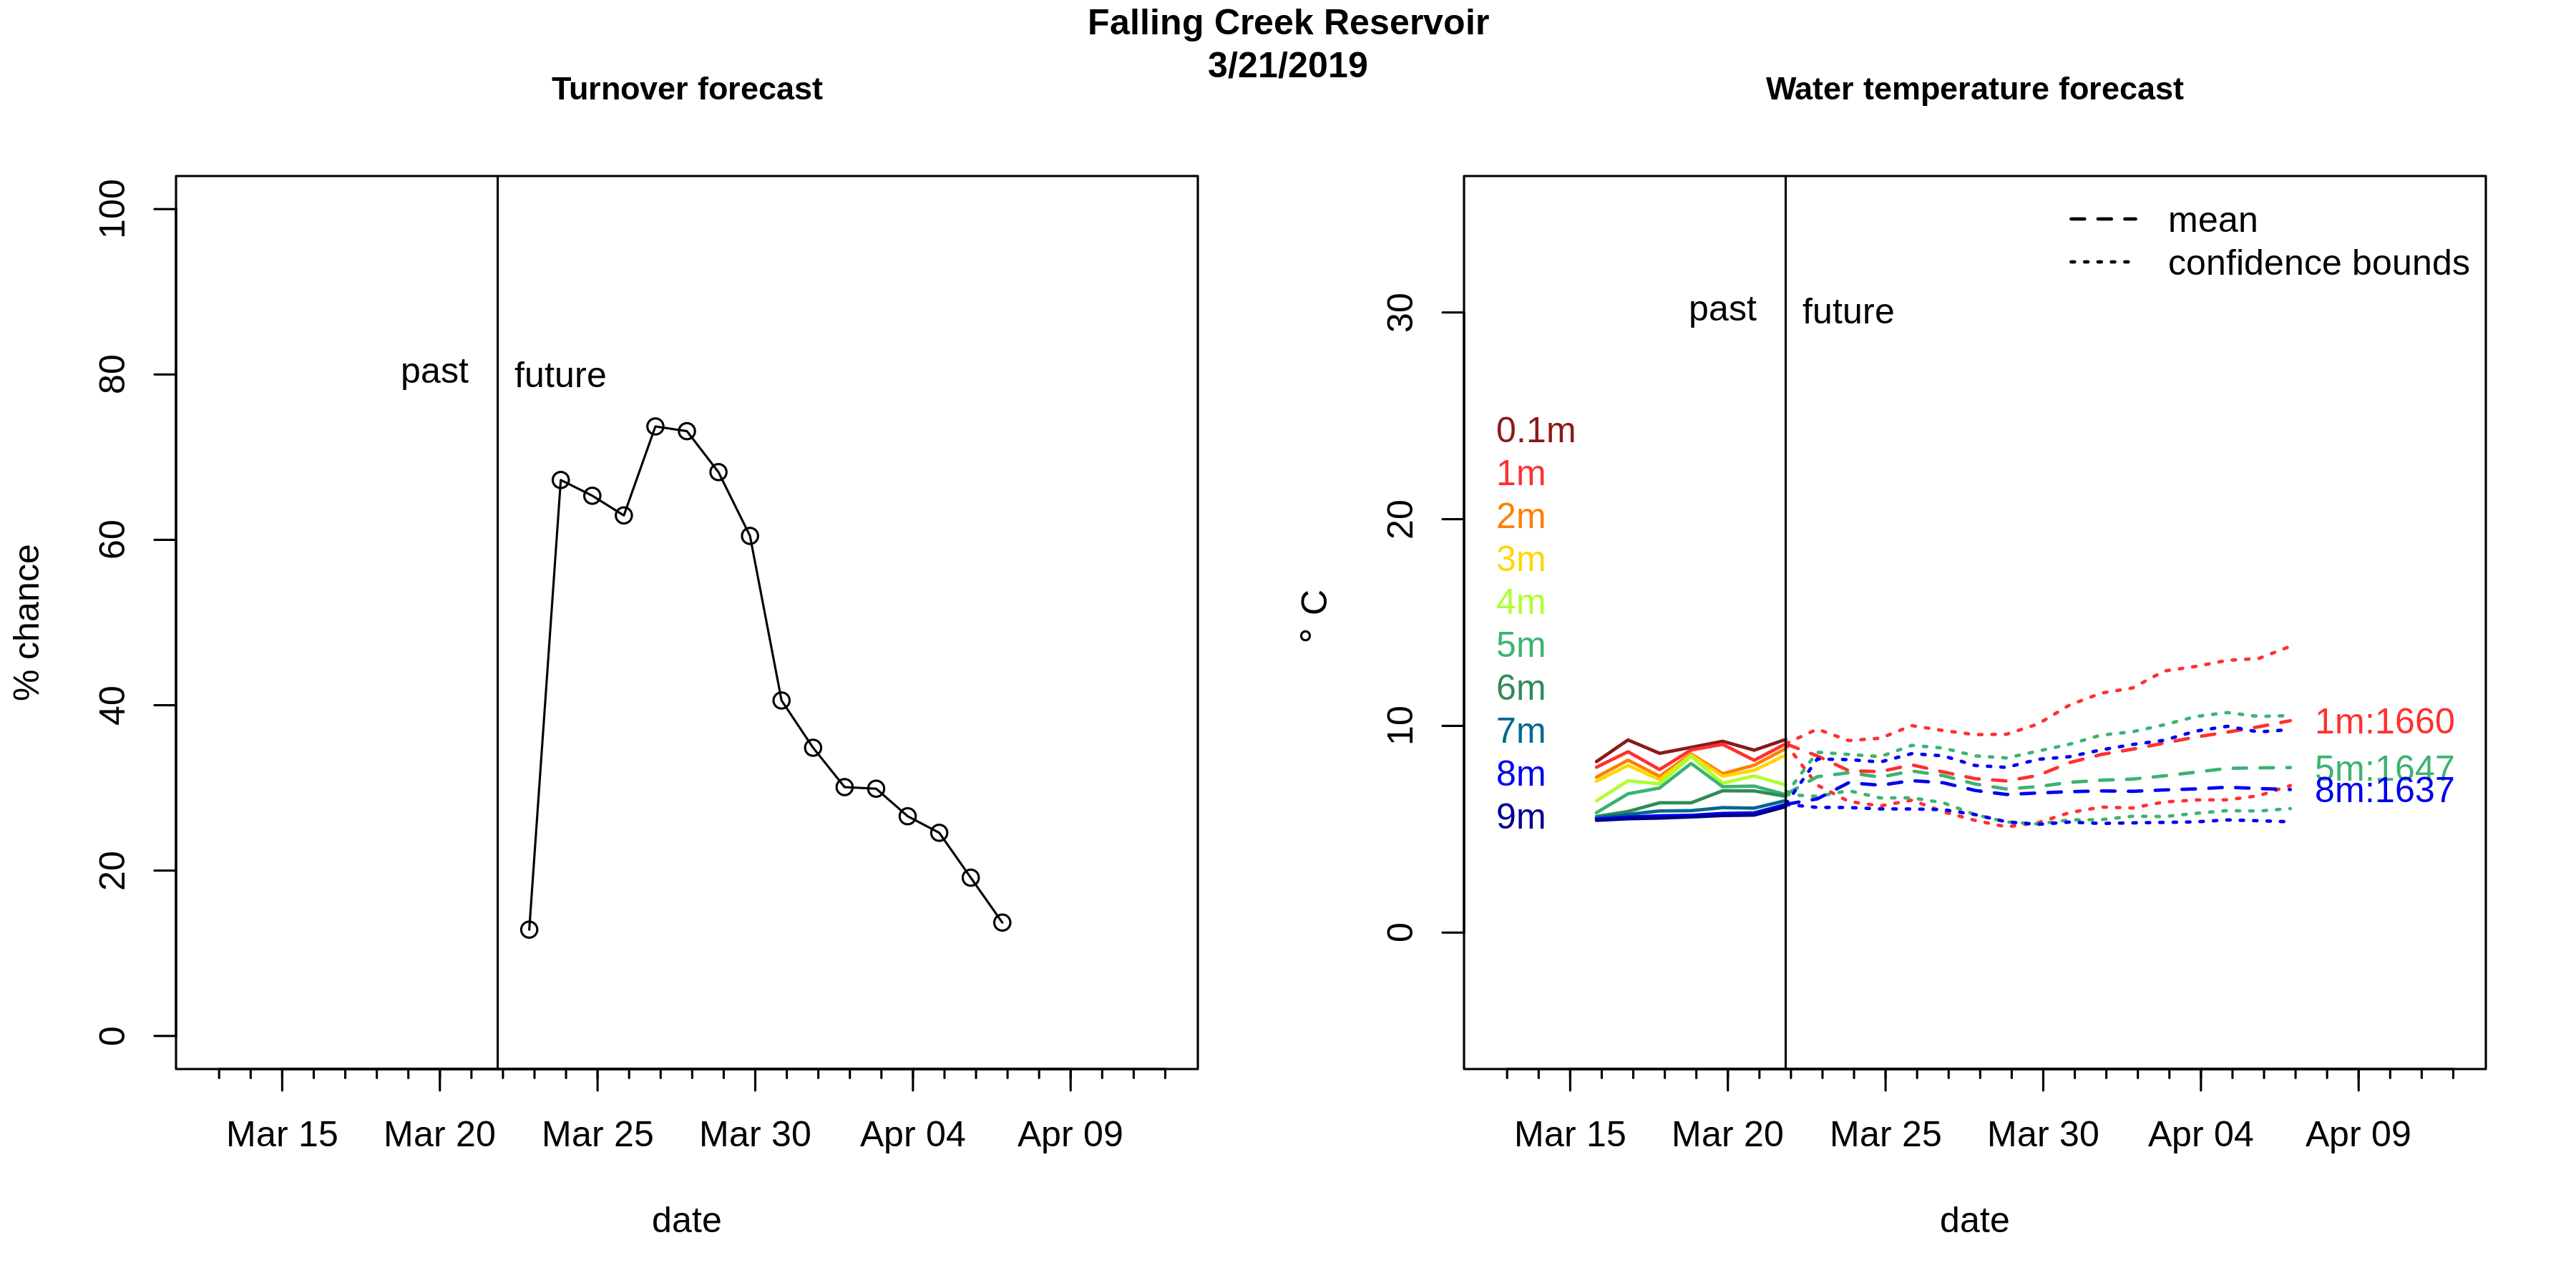 Falling Creek Reservoir
3/21/2019
Turnover forecast
% chance
100
80
60
40
20
0
past
future
Mar 15
Mar 20
Mar 25
Mar 30
Apr 04
Apr 09
date
Water temperature forecast
° C
30
20
10
0
mean
confidence bounds
past
future
0.1m
1m
2m
3m
4m
5m
6m
7m
8m
9m
1m:1660
5m:1647
8m:1637
Mar 15
Mar 20
Mar 25
Mar 30
Apr 04
Apr 09
date